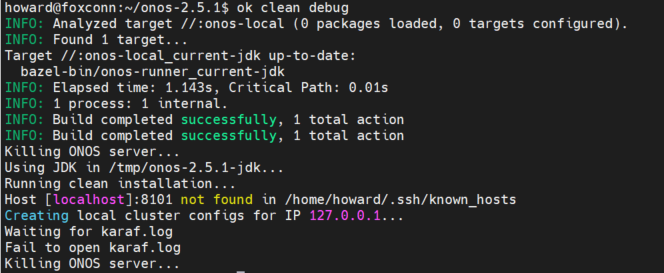 howard@foxconn:~/onos-2.5.1$ ok clean debug
INFO: Analyzed target //:onos-local (0 packages loaded, 0 targets configured).
INFO: Found 1 target...
Target //:onos-local_current-jdk up-to-date:
  bazel-bin/onos-runner_current-jdk
INFO: Elapsed time: 1.143s, Critical Path: 0.01s
INFO: 1 process: 1 internal.
INFO: Build completed successfully, 1 total action
INFO: Build completed successfully, 1 total action
Killing ONOS server...
Using JDK in /tmp/onos-2.5.1-jdk...
Running clean installation...
Host [localhost]:8101 not found in /home/howard/.ssh/known_hosts
Creating local cluster configs for IP 127.0.0.1...
Waiting for karaf.log
Fail to open karaf.log
Killing ONOS server...